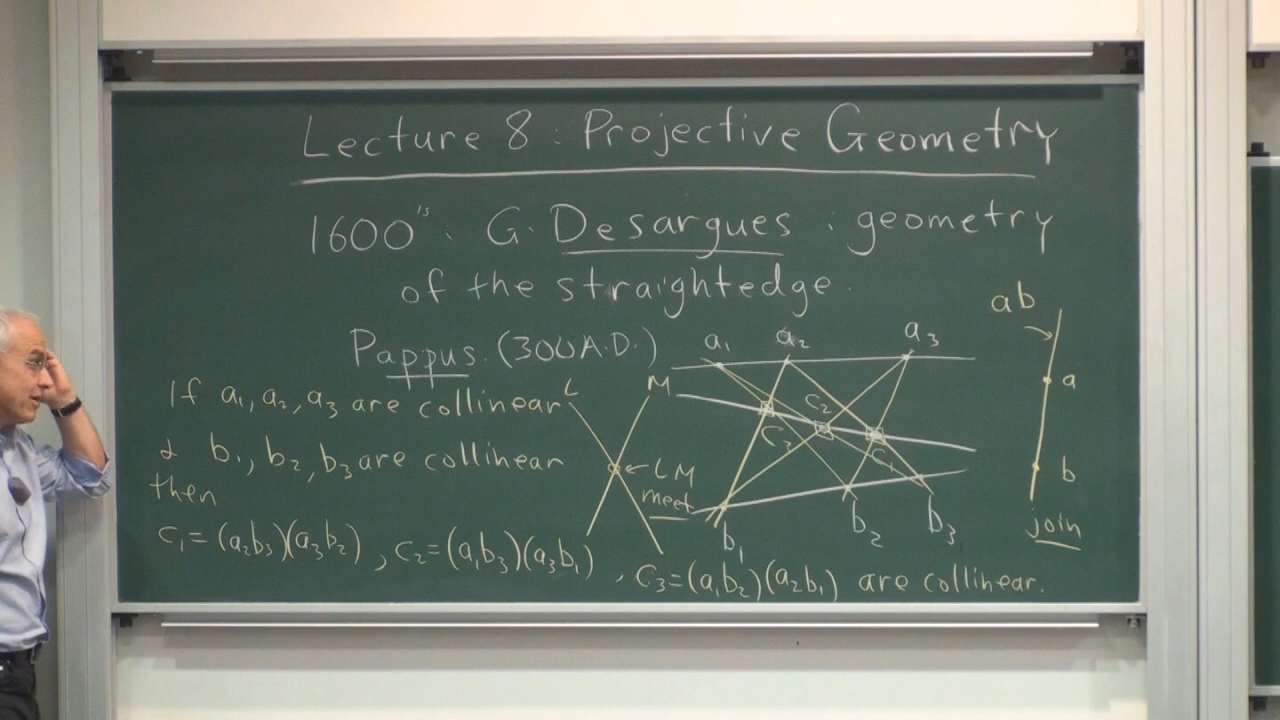 Lecture 8 : Projective Geometry
1600's : G. Desargues : geometry
of the straightedge.
Pappus (300 A.D.)
If a₁, a₂, a₃ are collinear
& b₁, b₂, b₃ are collinear
then
c₁ = (a₂b₃)(a₃b₂) , c₂ = (a₁b₃)(a₃b₁) , c₃ = (a₁b₂)(a₂b₁) are collinear.
L M
LM
meet
a₁ a₂ a₃
c₂
c₃ c₁
b₁ b₂ b₃
ab
a
b
join